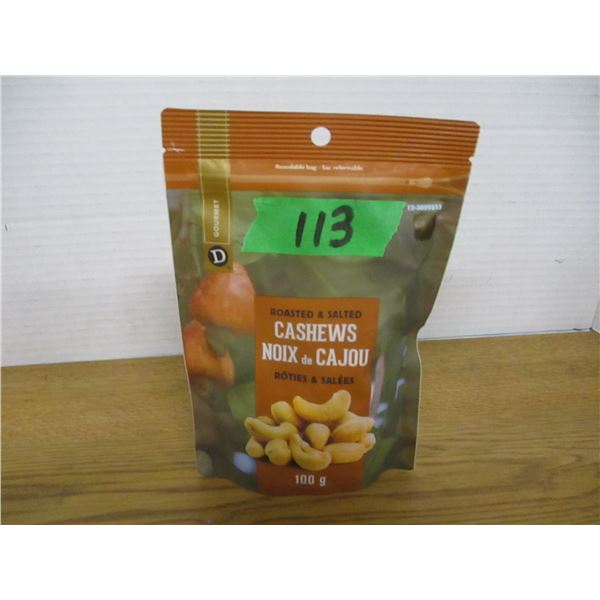 Resealable bag · Sac refermable
GOURMET
D
113
ROASTED & SALTED
CASHEWS
NOIX de CAJOU
RÔTIES & SALÉES
100 g